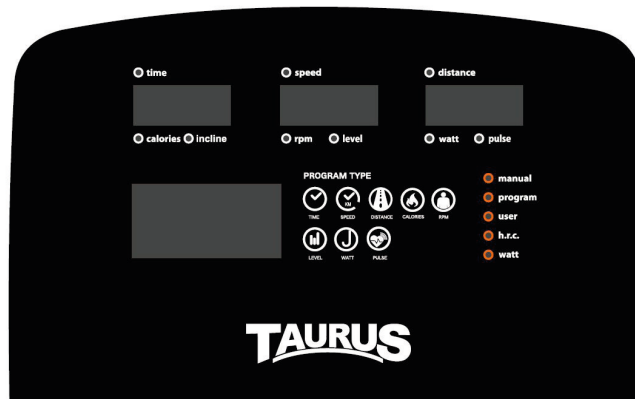 time speed distance
calories incline rpm level watt pulse
PROGRAM TYPE
manual
program
user
h.r.c.
watt
KM
TIME SPEED DISTANCE CALORIES RPM
LEVEL WATT PULSE
TAURUS